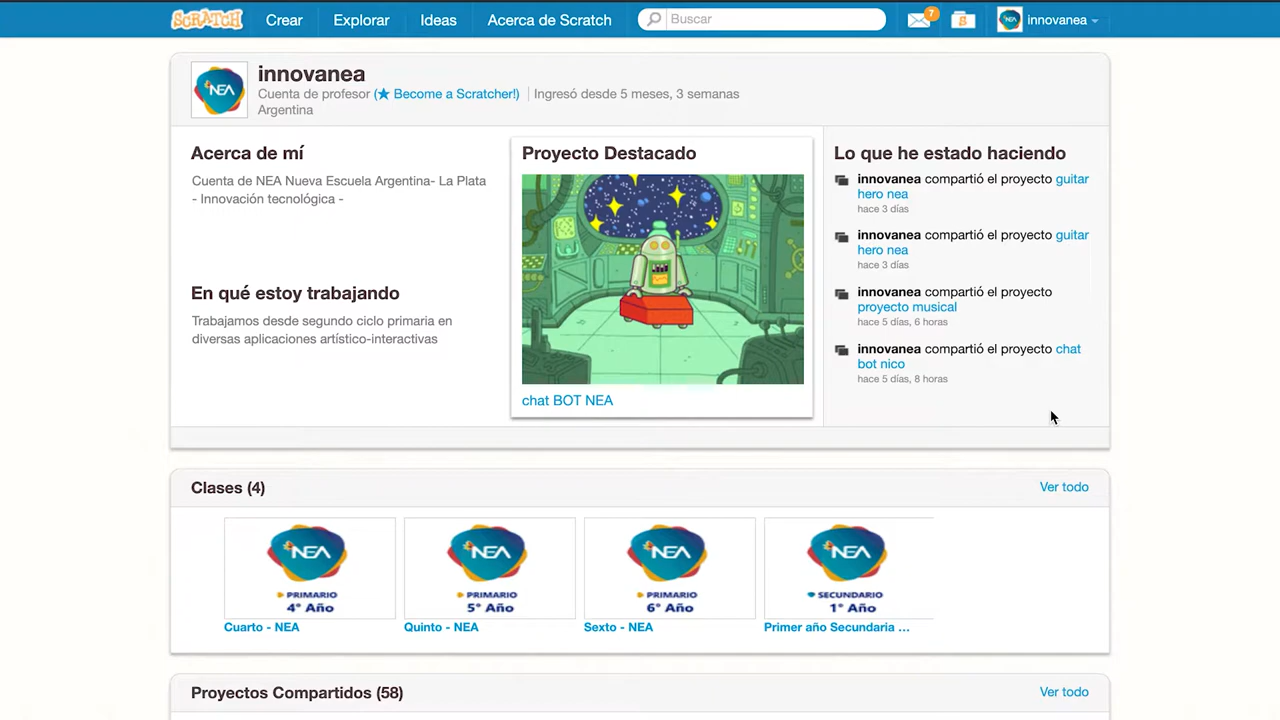 SCRATCH
Crear
Explorar
Ideas
Acerca de Scratch
Buscar
7
S
innovanea
NEA
innovanea
Cuenta de profesor (★ Become a Scratcher!) Ingresó desde 5 meses, 3 semanas
Argentina
Acerca de mí
Cuenta de NEA Nueva Escuela Argentina- La Plata
- Innovación tecnológica -
En qué estoy trabajando
Trabajamos desde segundo ciclo primaria en
diversas aplicaciones artístico-interactivas
Proyecto Destacado
chat BOT NEA
Lo que he estado haciendo
innovanea compartió el proyecto guitar
hero nea
hace 3 días
innovanea compartió el proyecto guitar
hero nea
hace 3 días
innovanea compartió el proyecto
proyecto musical
hace 5 días, 6 horas
innovanea compartió el proyecto chat
bot nico
hace 5 días, 8 horas
Clases (4)
Ver todo
NEA
PRIMARIO
4° Año
Cuarto - NEA
NEA
PRIMARIO
5° Año
Quinto - NEA
NEA
PRIMARIO
6° Año
Sexto - NEA
NEA
SECUNDARIO
1° Año
Primer año Secundaria ...
Proyectos Compartidos (58)
Ver todo